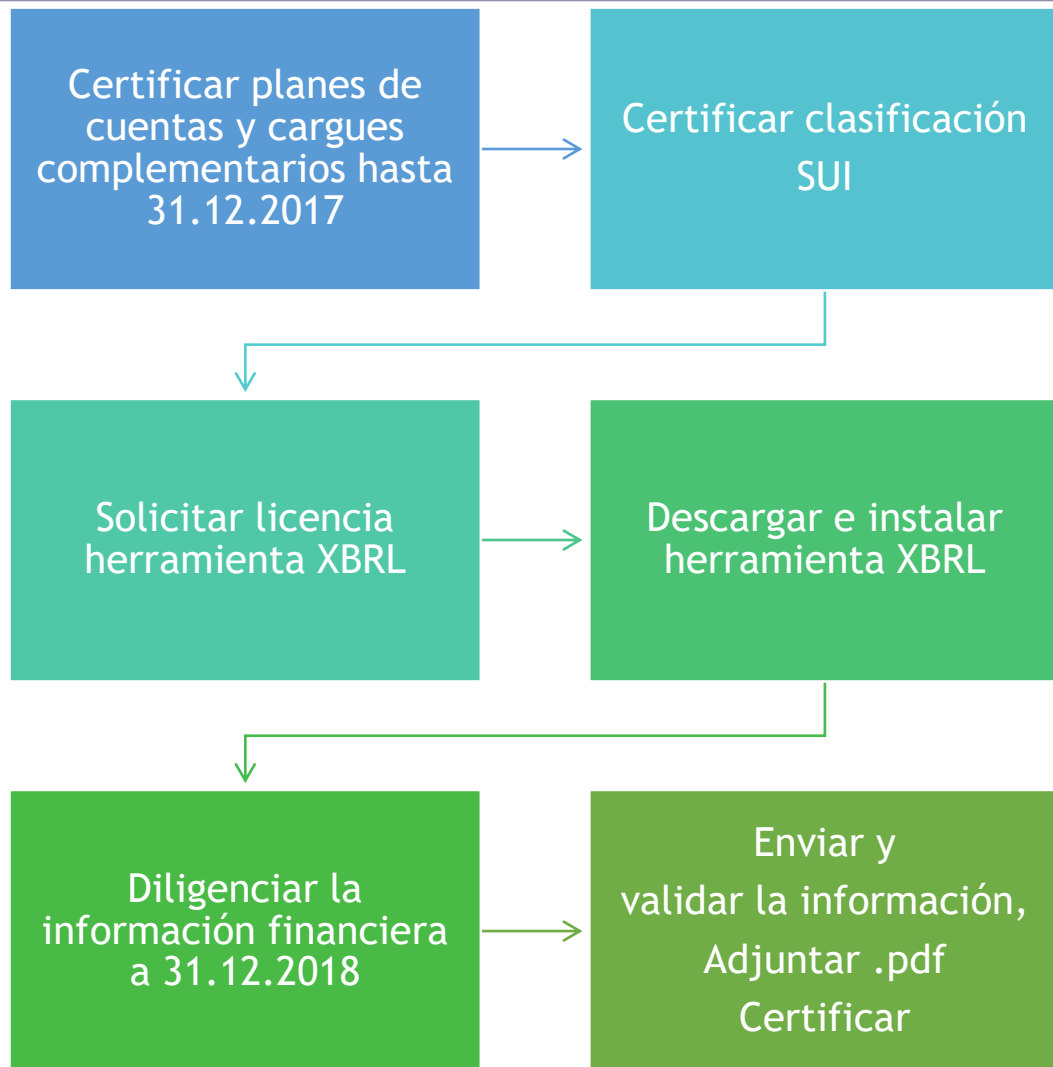 Certificar planes de
cuentas y cargues
complementarios hasta
31.12.2017
Certificar clasificación
SUI
Solicitar licencia
herramienta XBRL
Descargar e instalar
herramienta XBRL
Diligenciar la
información financiera
a 31.12.2018
Enviar y
validar la información,
Adjuntar .pdf
Certificar